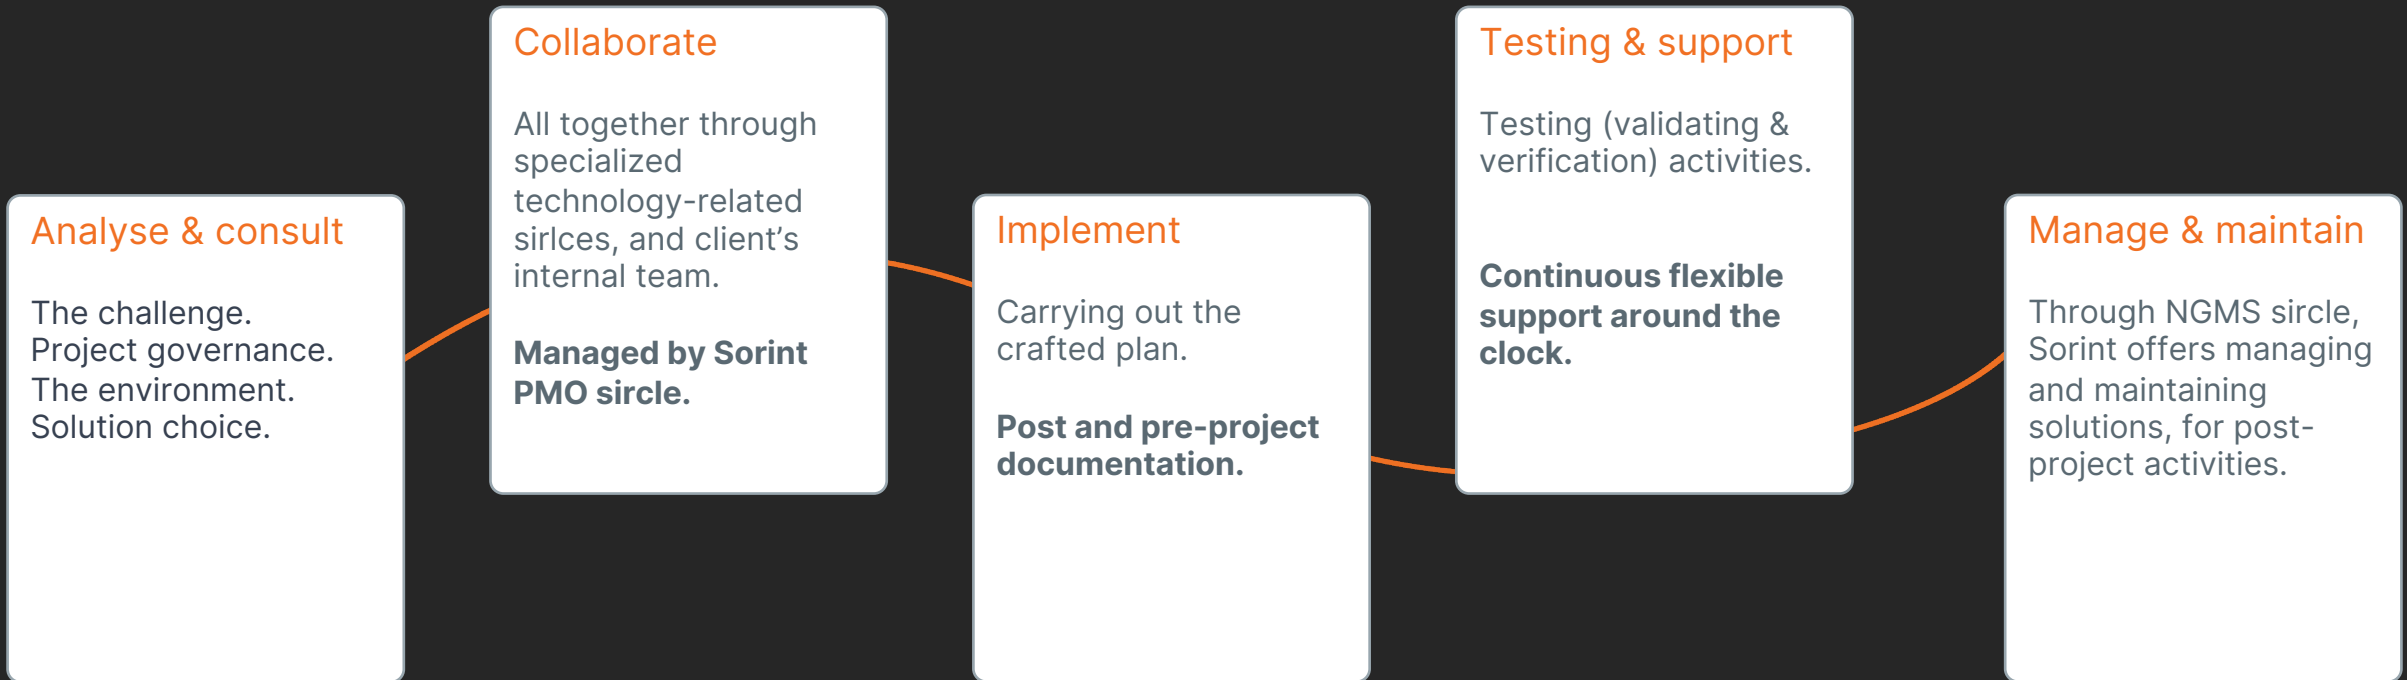 Analyse & consult
The challenge.
Project governance.
The environment.
Solution choice.
Collaborate
All together through
specialized
technology-related
sirlces, and client’s
internal team.
Managed by Sorint
PMO sircle.
Implement
Carrying out the
crafted plan.
Post and pre-project
documentation.
Testing & support
Testing (validating &
verification) activities.
Continuous flexible
support around the
clock.
Manage & maintain
Through NGMS sircle,
Sorint offers managing
and maintaining
solutions, for post-
project activities.